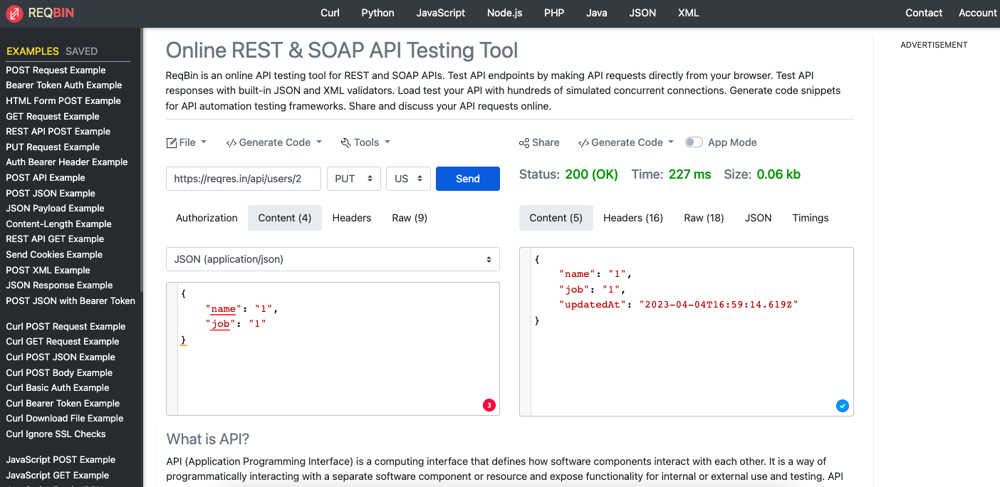 REQBIN
Curl Python JavaScript Node.js PHP Java JSON XML
Contact Account
EXAMPLES SAVED
POST Request Example
Bearer Token Auth Example
HTML Form POST Example
GET Request Example
REST API POST Example
PUT Request Example
Auth Bearer Header Example
POST API Example
POST JSON Example
JSON Payload Example
Content-Length Example
REST API GET Example
Send Cookies Example
POST XML Example
JSON Response Example
POST JSON with Bearer Token
Curl POST Request Example
Curl GET Request Example
Curl POST JSON Example
Curl POST Body Example
Curl Basic Auth Example
Curl Bearer Token Example
Curl Download File Example
Curl Ignore SSL Checks
JavaScript POST Example
JavaScript GET Example
Online REST & SOAP API Testing Tool
ReqBin is an online API testing tool for REST and SOAP APIs. Test API endpoints by making API requests directly from your browser. Test API
responses with built-in JSON and XML validators. Load test your API with hundreds of simulated concurrent connections. Generate code snippets
for API automation testing frameworks. Share and discuss your API requests online.
File </> Generate Code Tools
https://reqres.in/api/users/2 PUT US Send
Authorization Content (4) Headers Raw (9)
JSON (application/json)
{
"name": "1",
"job": "1"
}
3
Share </> Generate Code App Mode
Status: 200 (OK) Time: 227 ms Size: 0.06 kb
Content (5) Headers (16) Raw (18) JSON Timings
{
"name": "1",
"job": "1",
"updatedAt": "2023-04-04T16:59:14.619Z"
}
What is API?
API (Application Programming Interface) is a computing interface that defines how software components interact with each other. It is a way of
programmatically interacting with a separate software component or resource and expose functionality for internal or external use and testing. API
ADVERTISEMENT